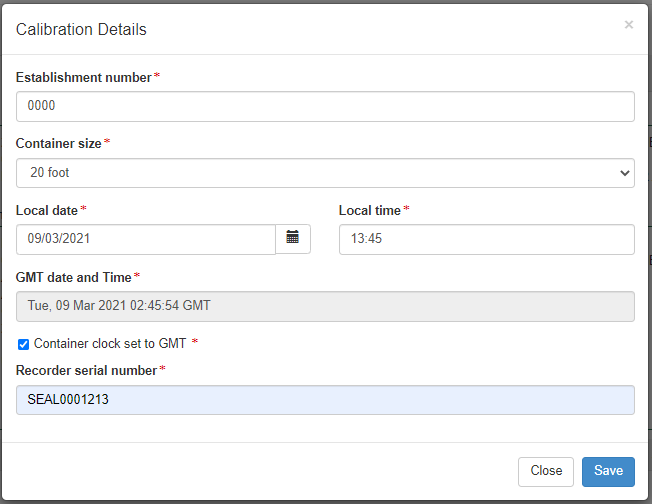 Calibration Details ×
Establishment number *
0000
Container size *
20 foot
Local date * Local time *
09/03/2021 13:45
GMT date and Time *
Tue, 09 Mar 2021 02:45:54 GMT
Container clock set to GMT *
Recorder serial number *
SEAL0001213
Close Save